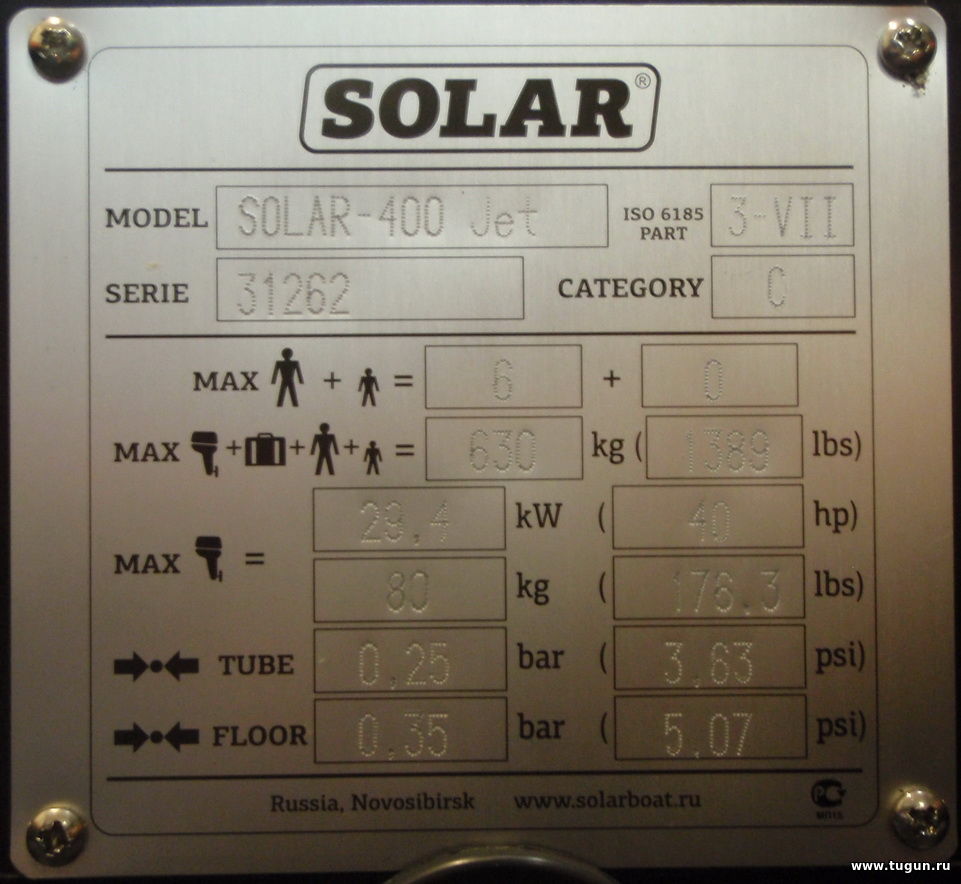 SOLAR®
MODEL SOLAR-400 Jet ISO 6185 PART 3-VII
SERIE 31262 CATEGORY C
MAX + = 6 + 0
MAX + + + = 630 kg ( 1389 lbs)
29,4 kW ( 40 hp)
MAX =
80 kg ( 176.3 lbs)
TUBE 0,25 bar ( 3.63 psi)
FLOOR 0,35 bar ( 5.07 psi)
Russia, Novosibirsk www.solarboat.ru
www.tugun.ru